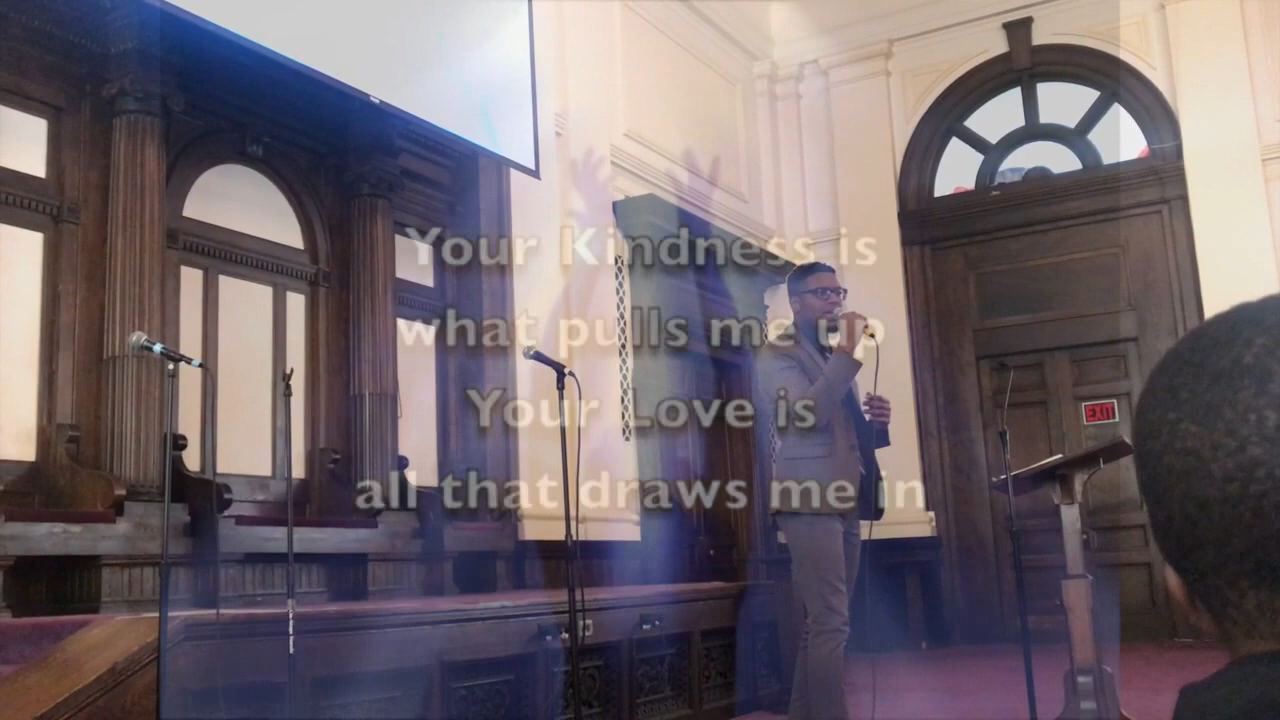 Your Kindness is
what pulls me up
Your Love is
all that draws me in
EXIT